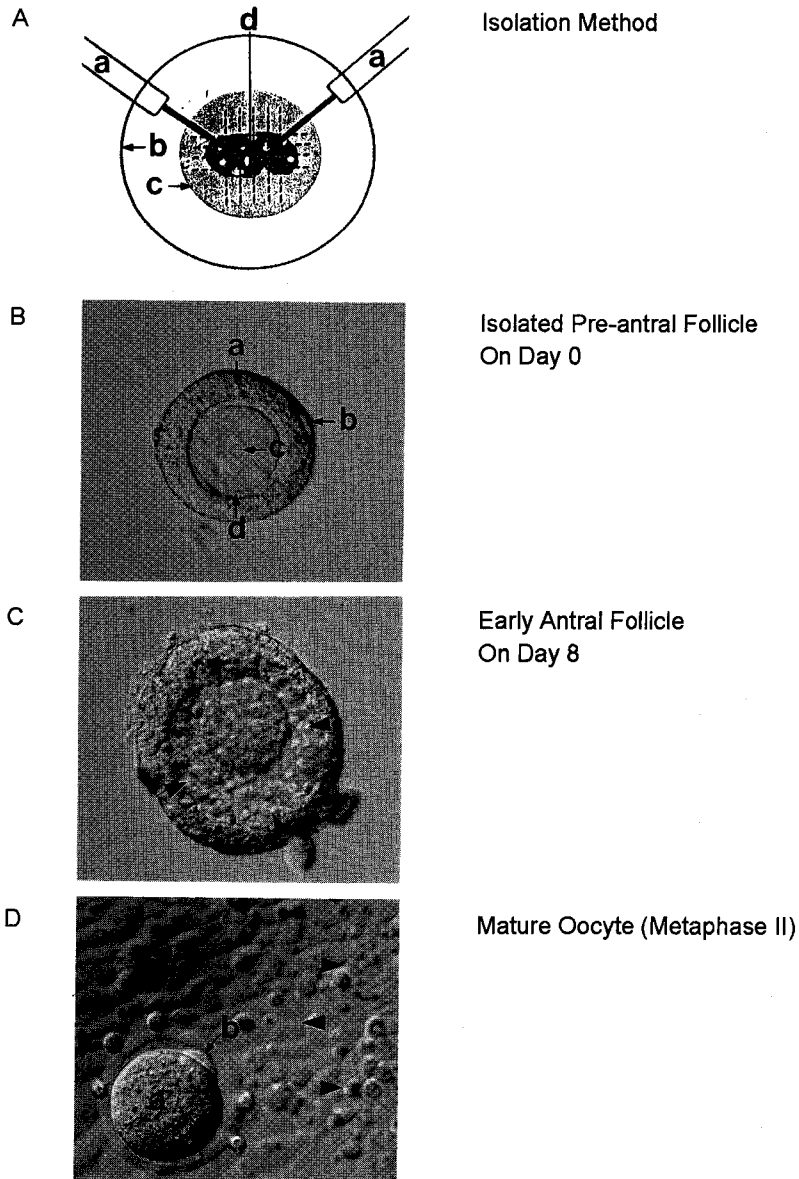 A
d
Isolation Method
a
a
b
c
B
Isolated Pre-antral Follicle
On Day 0
a
b
c
d
C
Early Antral Follicle
On Day 8
D
Mature Oocyte (Metaphase II)
b